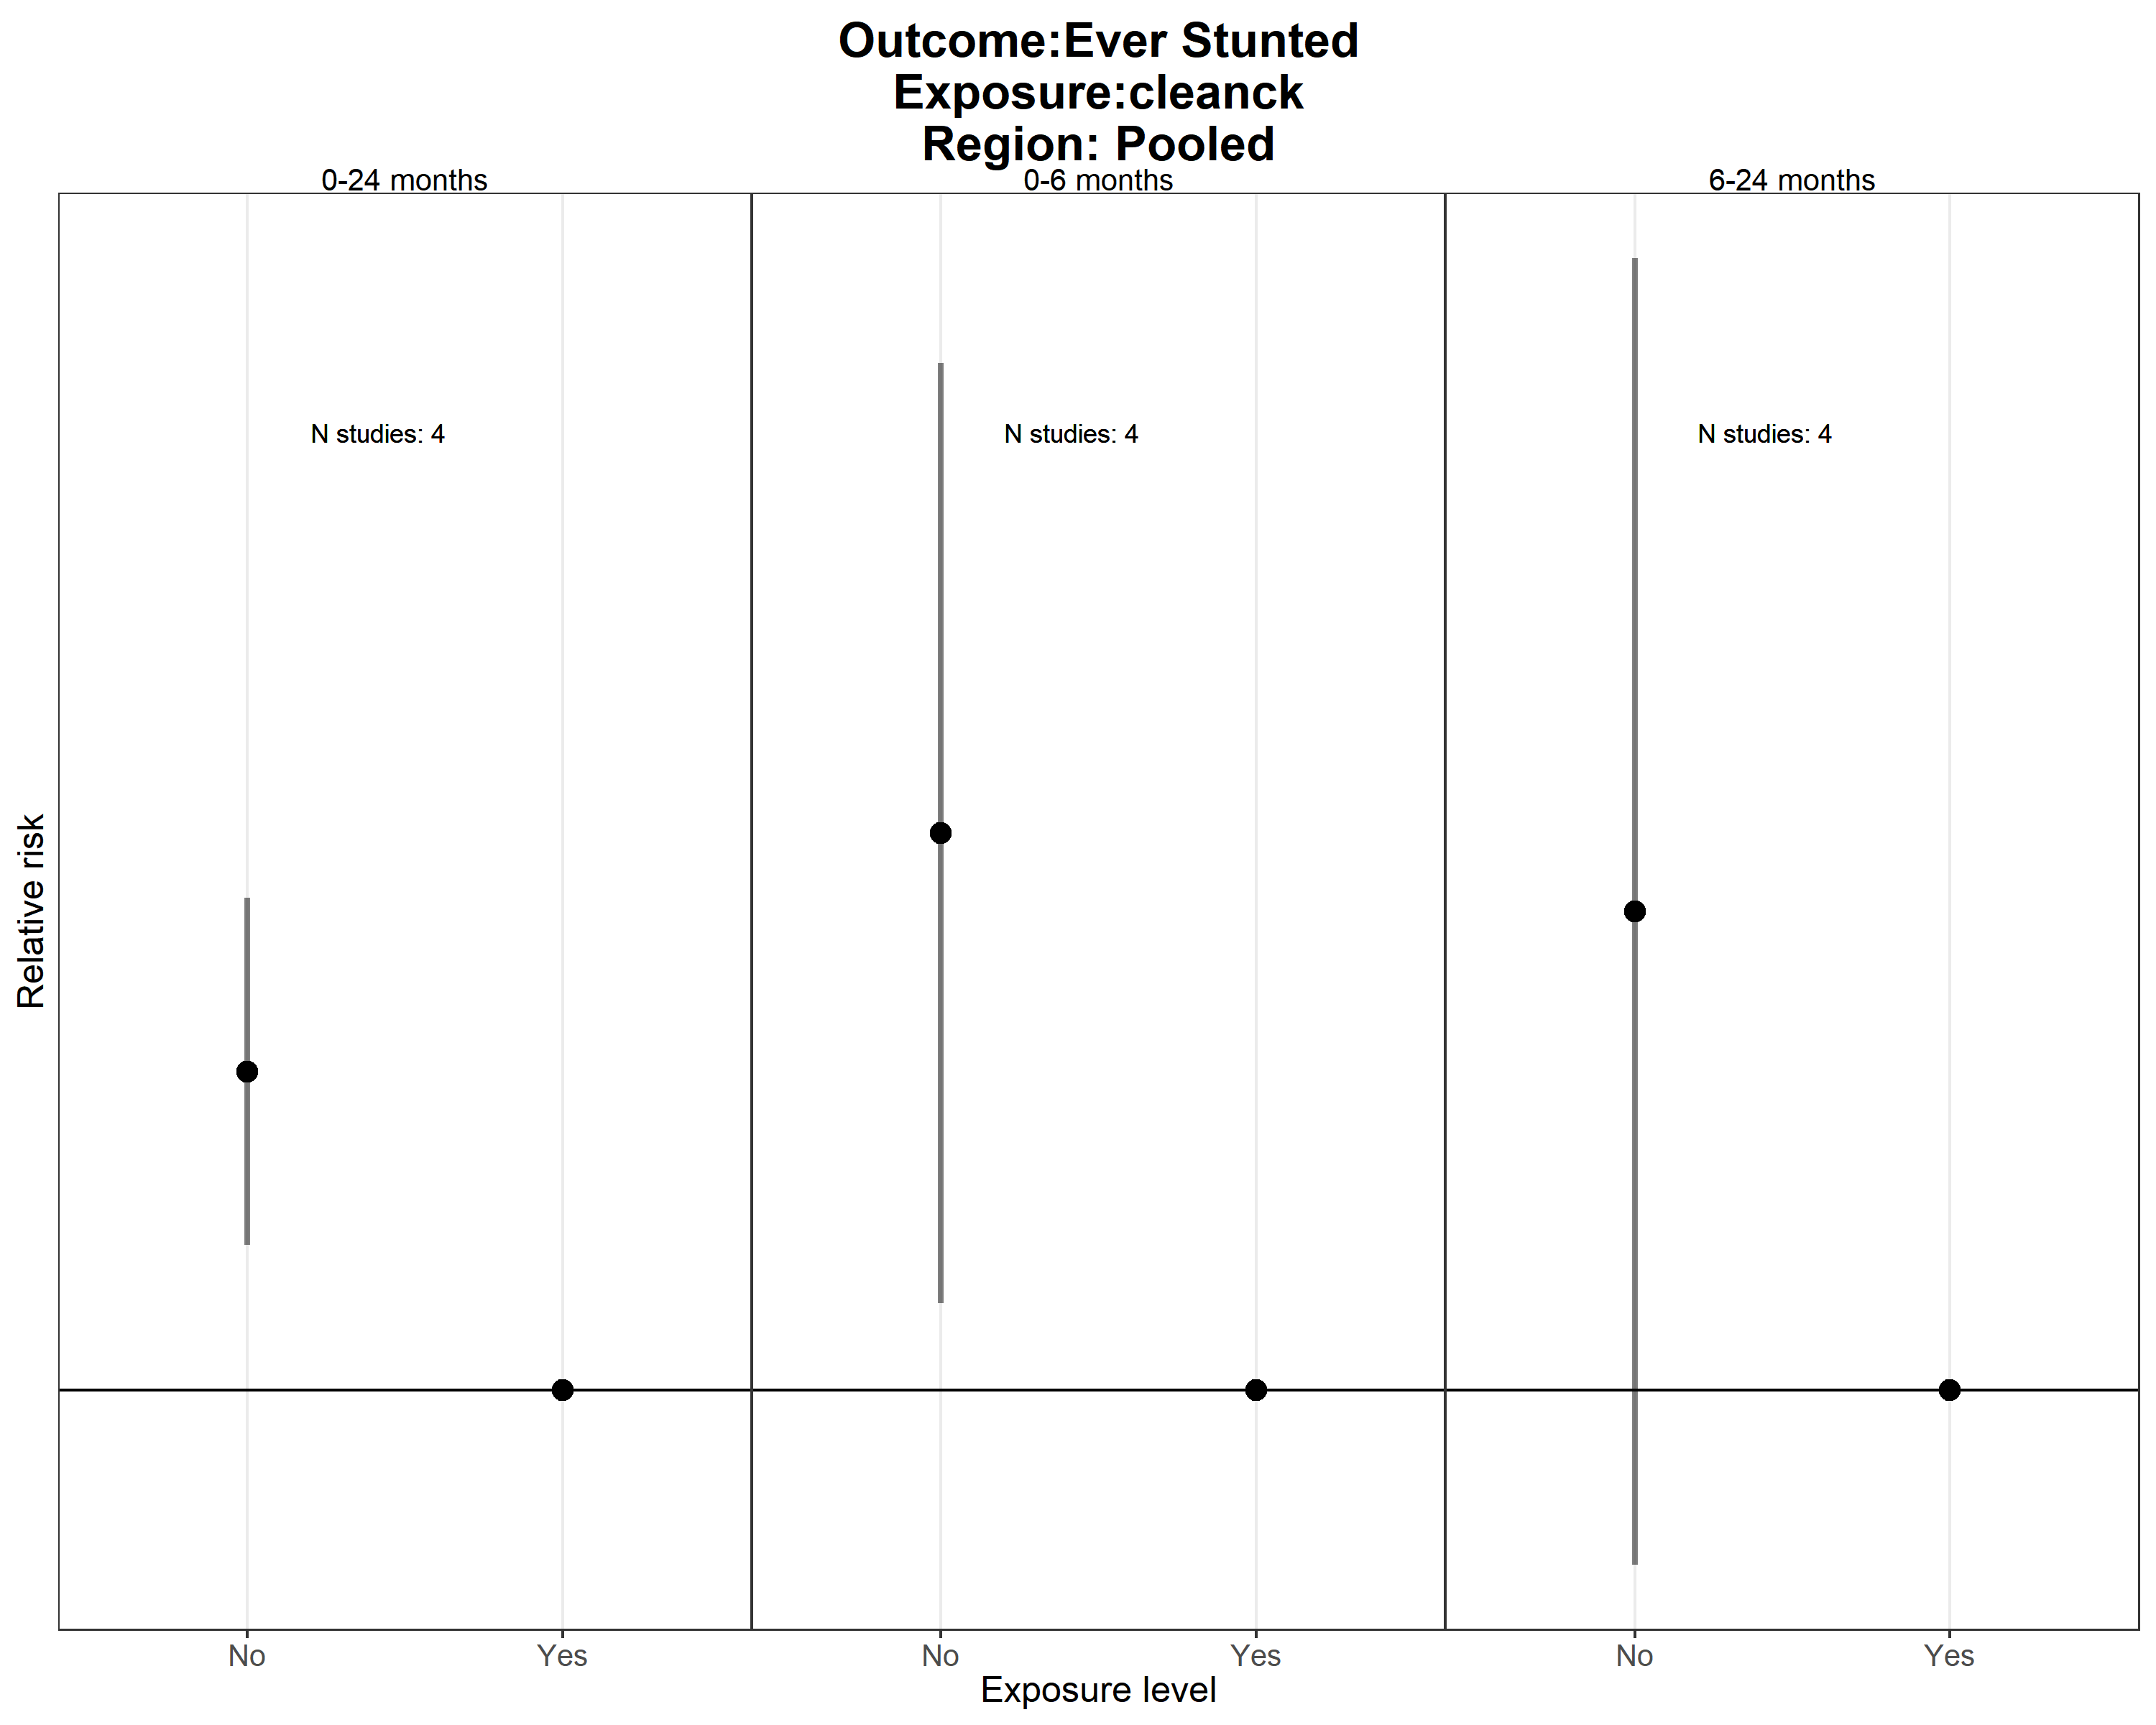 Outcome:Ever Stunted
Exposure:cleanck
Region: Pooled
0-24 months
0-6 months
6-24 months
N studies: 4
N studies: 4
N studies: 4
Relative risk
No
Yes
No
Yes
No
Yes
Exposure level